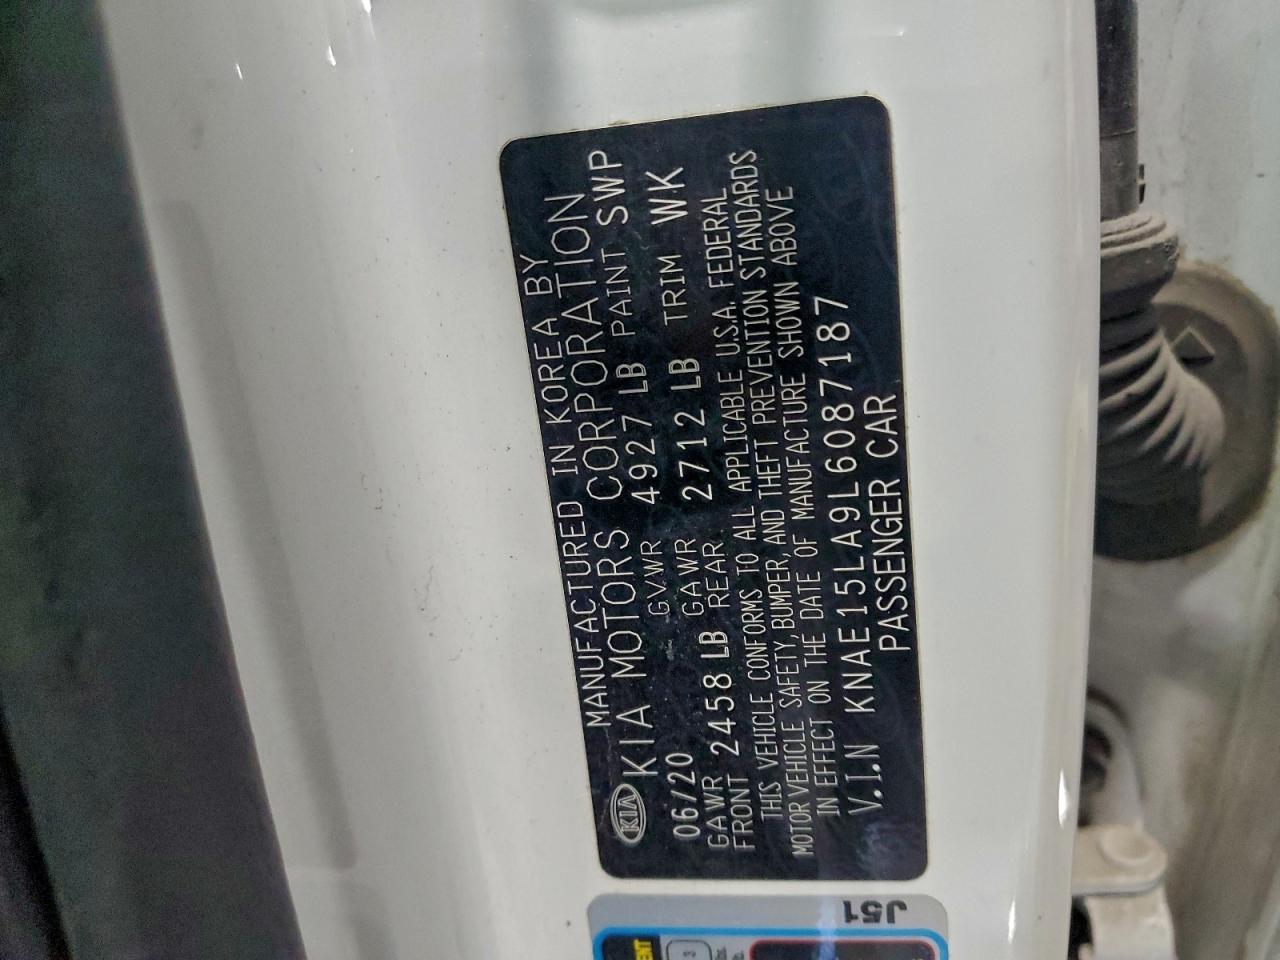 MANUFACTURED IN KOREA BY
KIA KIA MOTORS CORPORATION
06/20 GVWR 4927 LB PAINT SWP
GAWR FRONT 2458 LB GAWR REAR 2712 LB TRIM WK
THIS VEHICLE CONFORMS TO ALL APPLICABLE U.S.A. FEDERAL
MOTOR VEHICLE SAFETY, BUMPER, AND THEFT PREVENTION STANDARDS
IN EFFECT ON THE DATE OF MANUFACTURE SHOWN ABOVE
V.I.N KNAE15LA9L6087187
PASSENGER CAR
J51
3